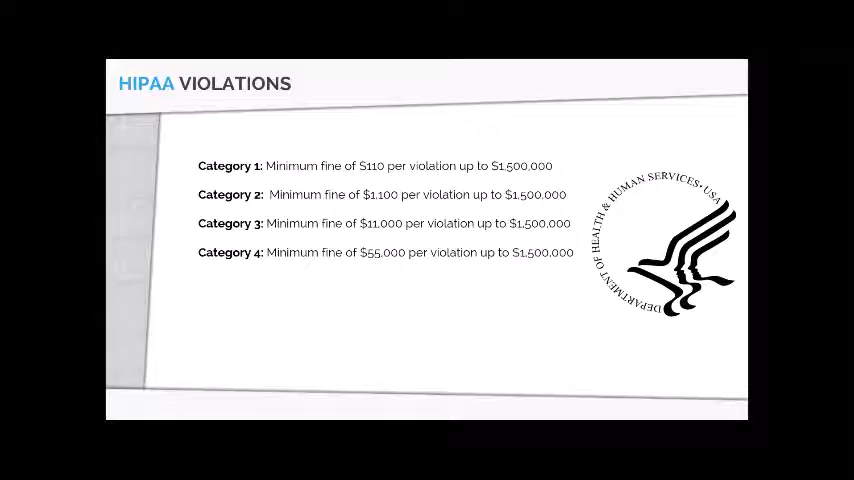 HIPAA VIOLATIONS
Category 1: Minimum fine of $110 per violation up to $1,500,000
Category 2: Minimum fine of $1,100 per violation up to $1,500,000
Category 3: Minimum fine of $11,000 per violation up to $1,500,000
Category 4: Minimum fine of $55,000 per violation up to $1,500,000
DEPARTMENT OF HEALTH & HUMAN SERVICES • USA